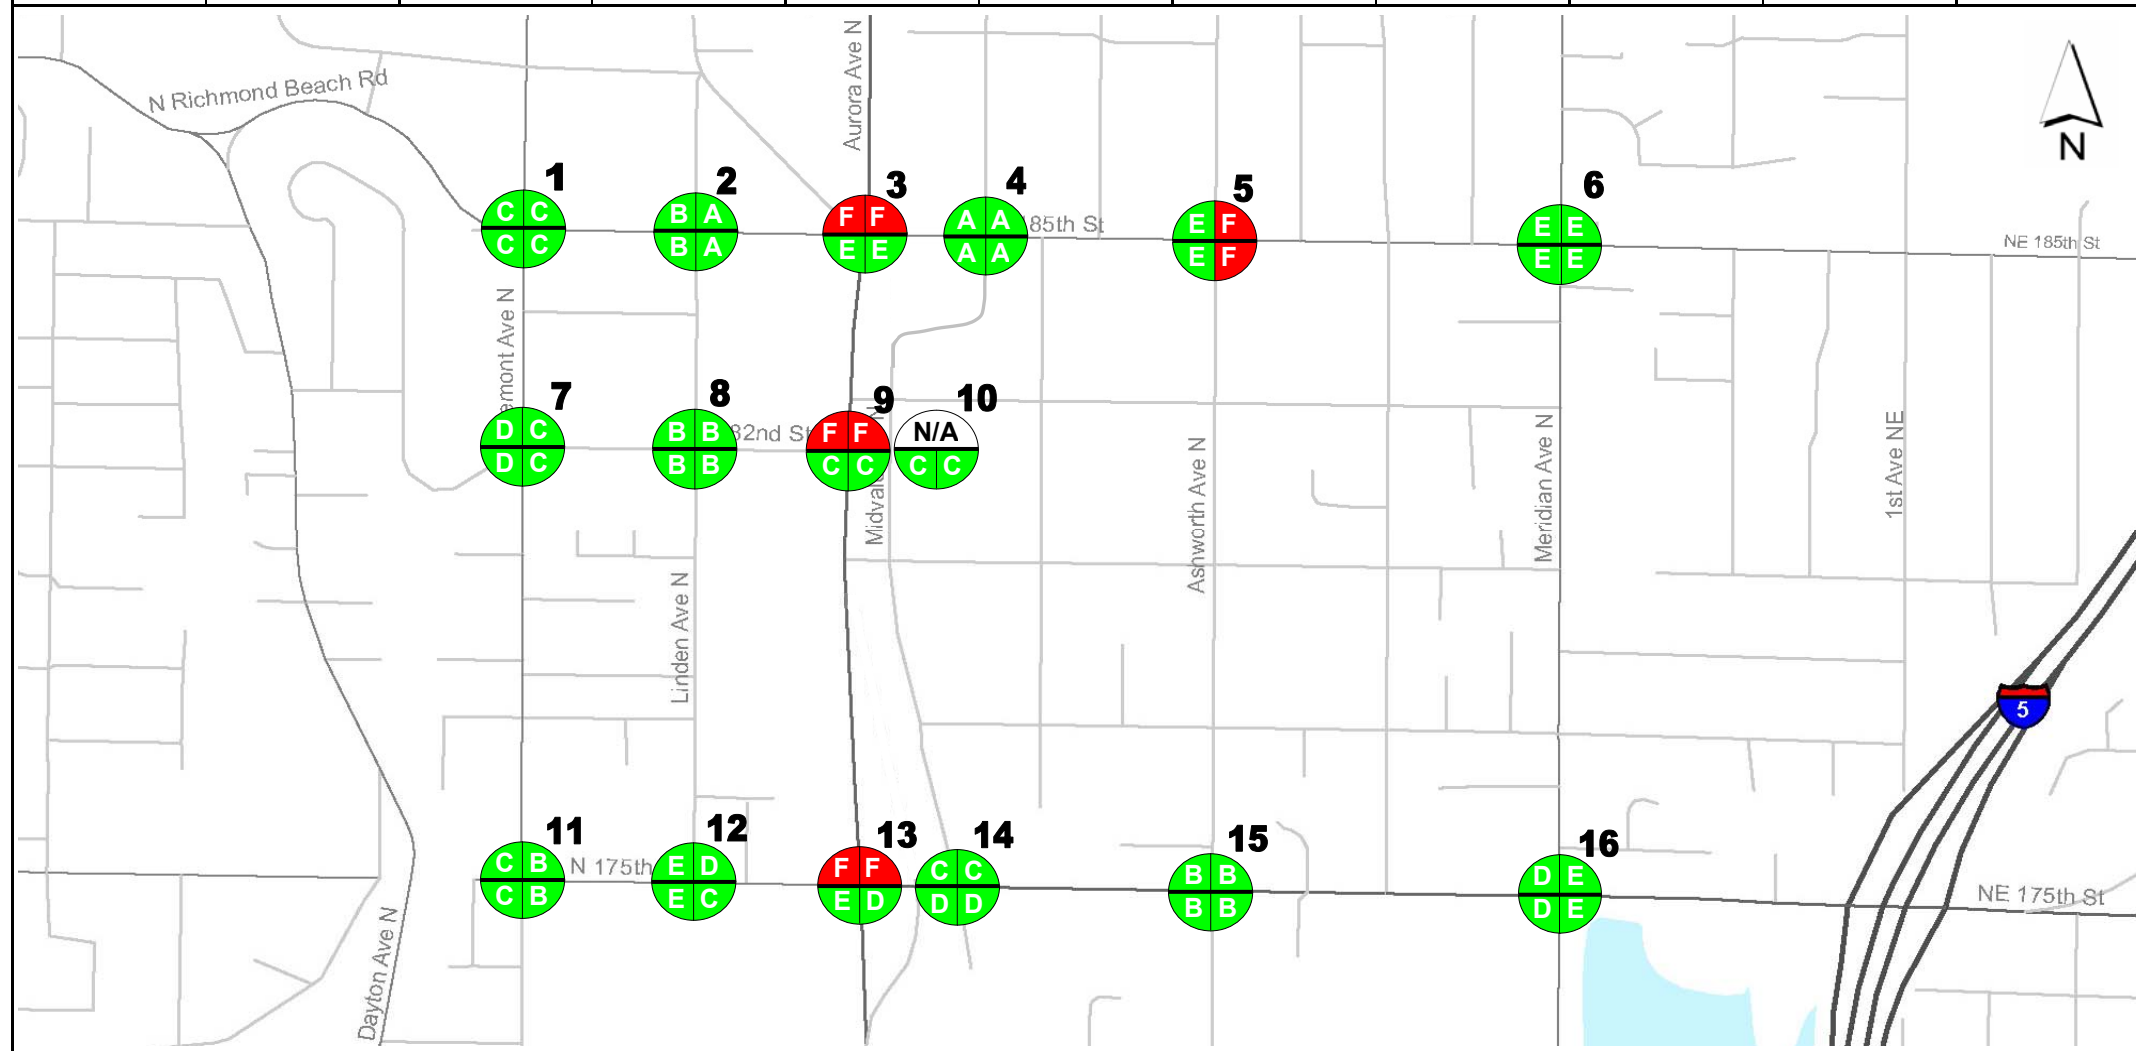 N Richmond Beach Rd
Aurora Ave N
N
1
C C
C C
2
B A
B A
3
F F
E E
4
A A
A A
85th St
5
E F
E F
6
E E
E E
NE 185th St
emont Ave N
7
D C
D C
8
B B
B B
82nd St
9
F F
C C
10
N/A
C C
Ashworth Ave N
Meridian Ave N
1st Ave NE
Linden Ave N
5
11
C B
C B
N 175th
12
E D
E C
13
F F
E D
14
C C
D D
15
B B
B B
16
D E
D E
NE 175th St
Dayton Ave N